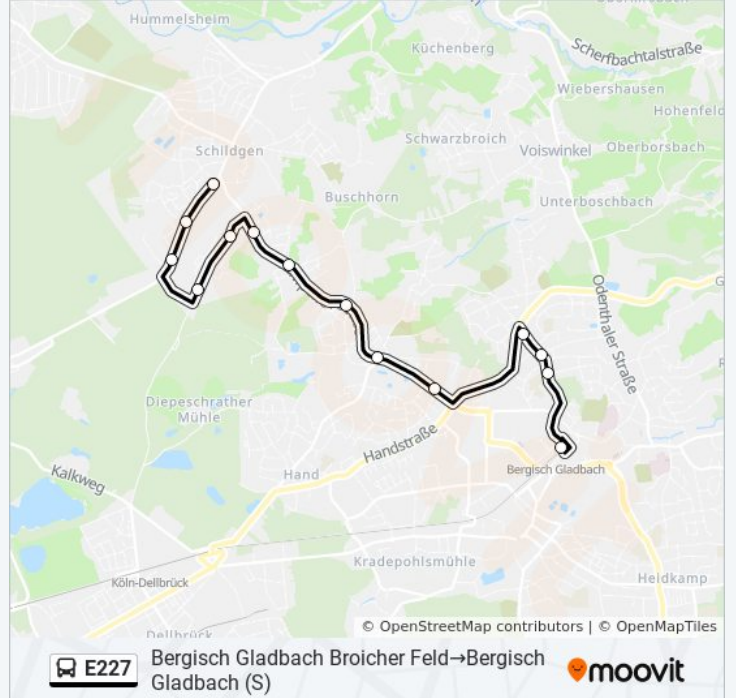 Hummelsheim
Küchenberg
Scherfbachtalstraße
Wiebershausen
Hohenfeld
Schwarzbroich
Voiswinkel
Oberborsbach
Schildgen
Buschhorn
Unterboschbach
Odenthaler Straße
Diepeschrather
Mühle
Handstraße
Hand
Bergisch Gladbach
Kalkweg
Kradepohlsmühle
Köln-Dellbrück
Heidkamp
Dellbrück
© OpenStreetMap contributors | © OpenMapTiles
E227
Bergisch Gladbach Broicher Feld→Bergisch
Gladbach (S)
moovit